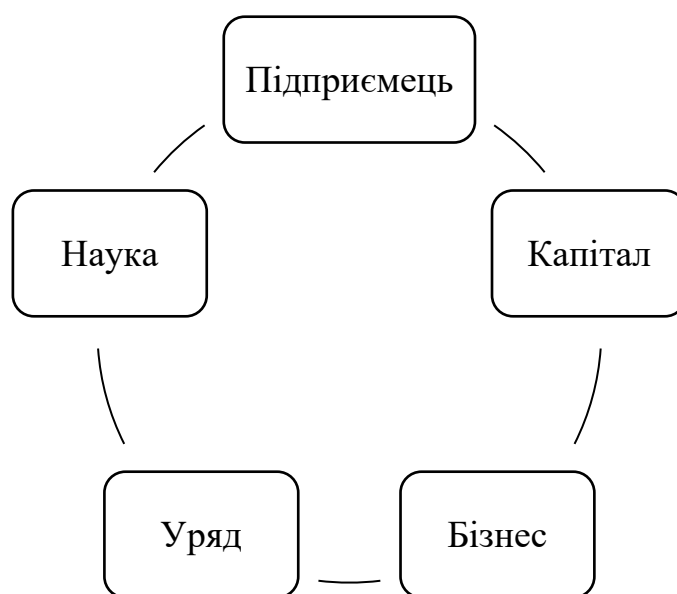 Підприємець
Наука
Капітал
Уряд
Бізнес